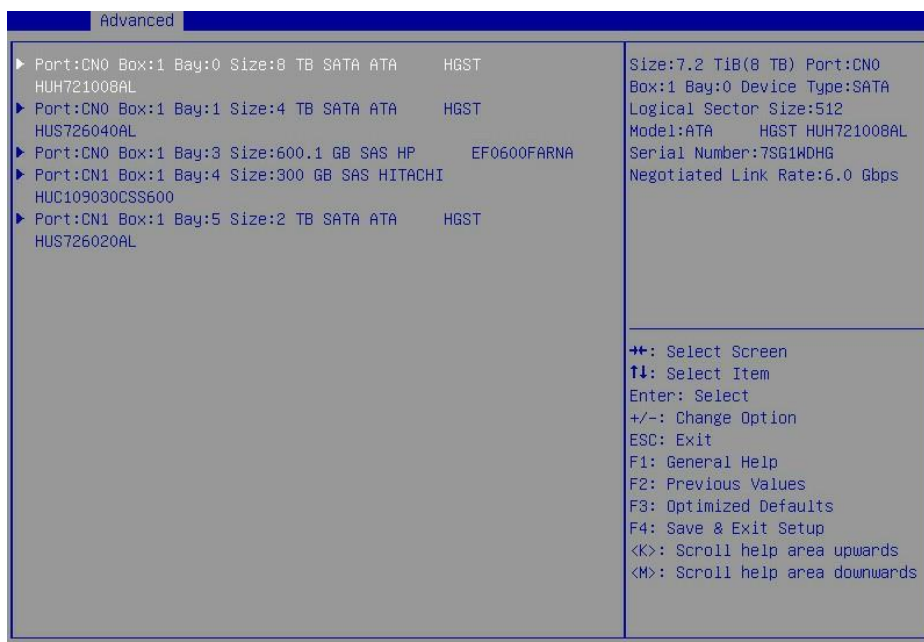 Advanced
Port:CN0 Box:1 Bay:0 Size:8 TB SATA ATA HGST
HUH721008AL
Port:CN0 Box:1 Bay:1 Size:4 TB SATA ATA HGST
HUS726040AL
Port:CN0 Box:1 Bay:3 Size:600.1 GB SAS HP EF0600FARNA
Port:CN1 Box:1 Bay:4 Size:300 GB SAS HITACHI
HUC109030CSS600
Port:CN1 Box:1 Bay:5 Size:2 TB SATA ATA HGST
HUS726020AL
Size:7.2 TiB(8 TB) Port:CN0
Box:1 Bay:0 Device Type:SATA
Logical Sector Size:512
Model:ATA HGST HUH721008AL
Serial Number:7SG1WDHG
Negotiated Link Rate:6.0 Gbps
→←: Select Screen
↑↓: Select Item
Enter: Select
+/-: Change Option
ESC: Exit
F1: General Help
F2: Previous Values
F3: Optimized Defaults
F4: Save & Exit Setup
<K>: Scroll help area upwards
<M>: Scroll help area downwards